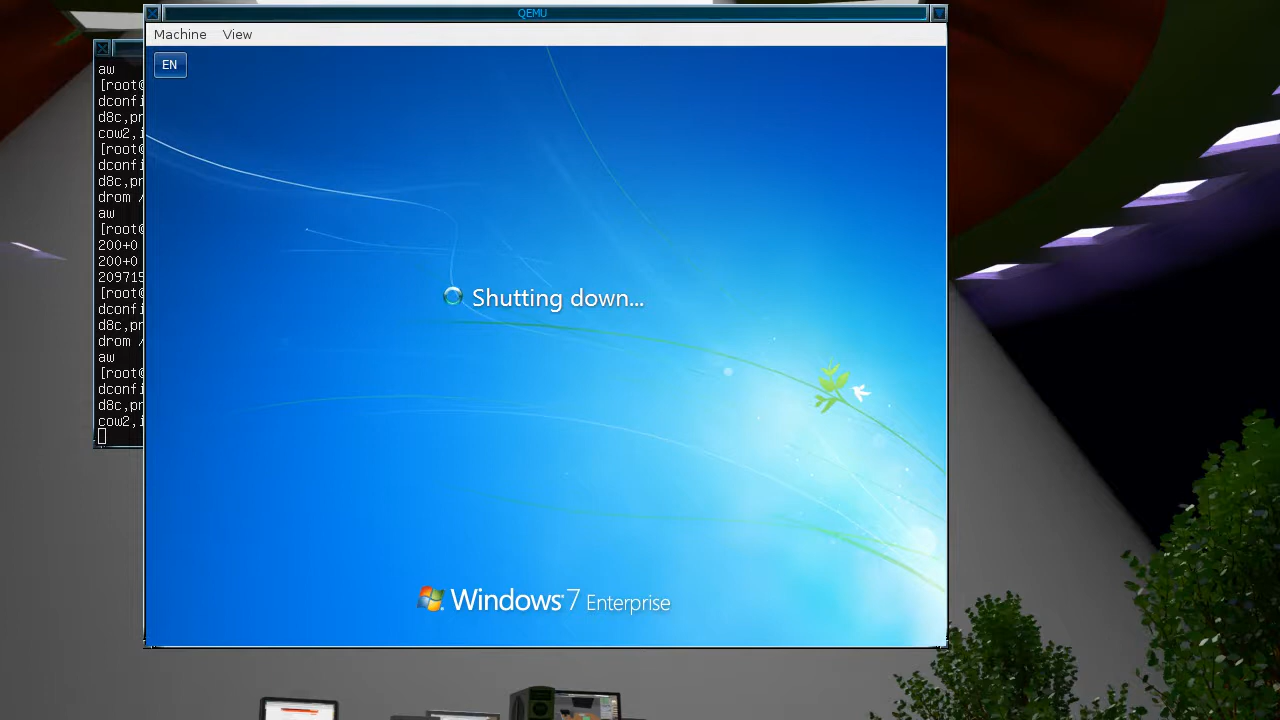 QEMU
Machine View
EN
aw
[root@
dconfi
d8c,pr
cow2,i
[root@
dconfi
d8c,pr
drom /
aw
[root@
200+0
200+0
209715
[root@
dconfi
d8c,pr
drom /
aw
[root@
dconfi
d8c,pr
cow2,i
Shutting down...
Windows 7 Enterprise